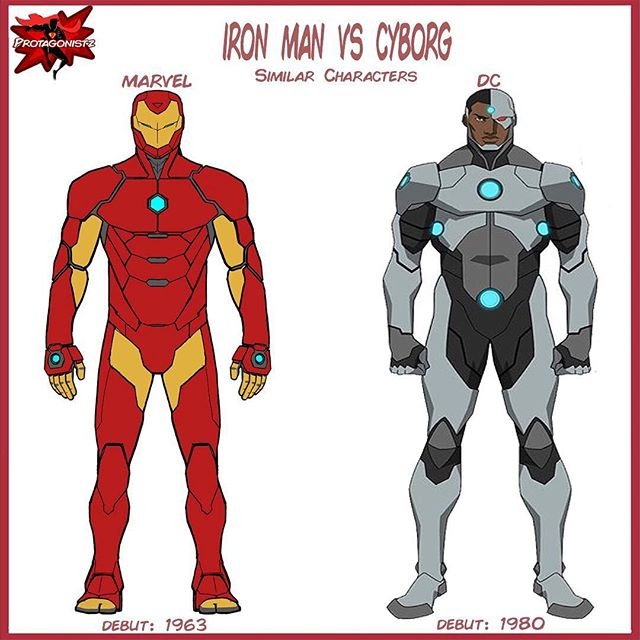 Protagonistz
IRON MAN VS CYBORG
Similar Characters
MARVEL
DC
DEBUT: 1963
DEBUT: 1980